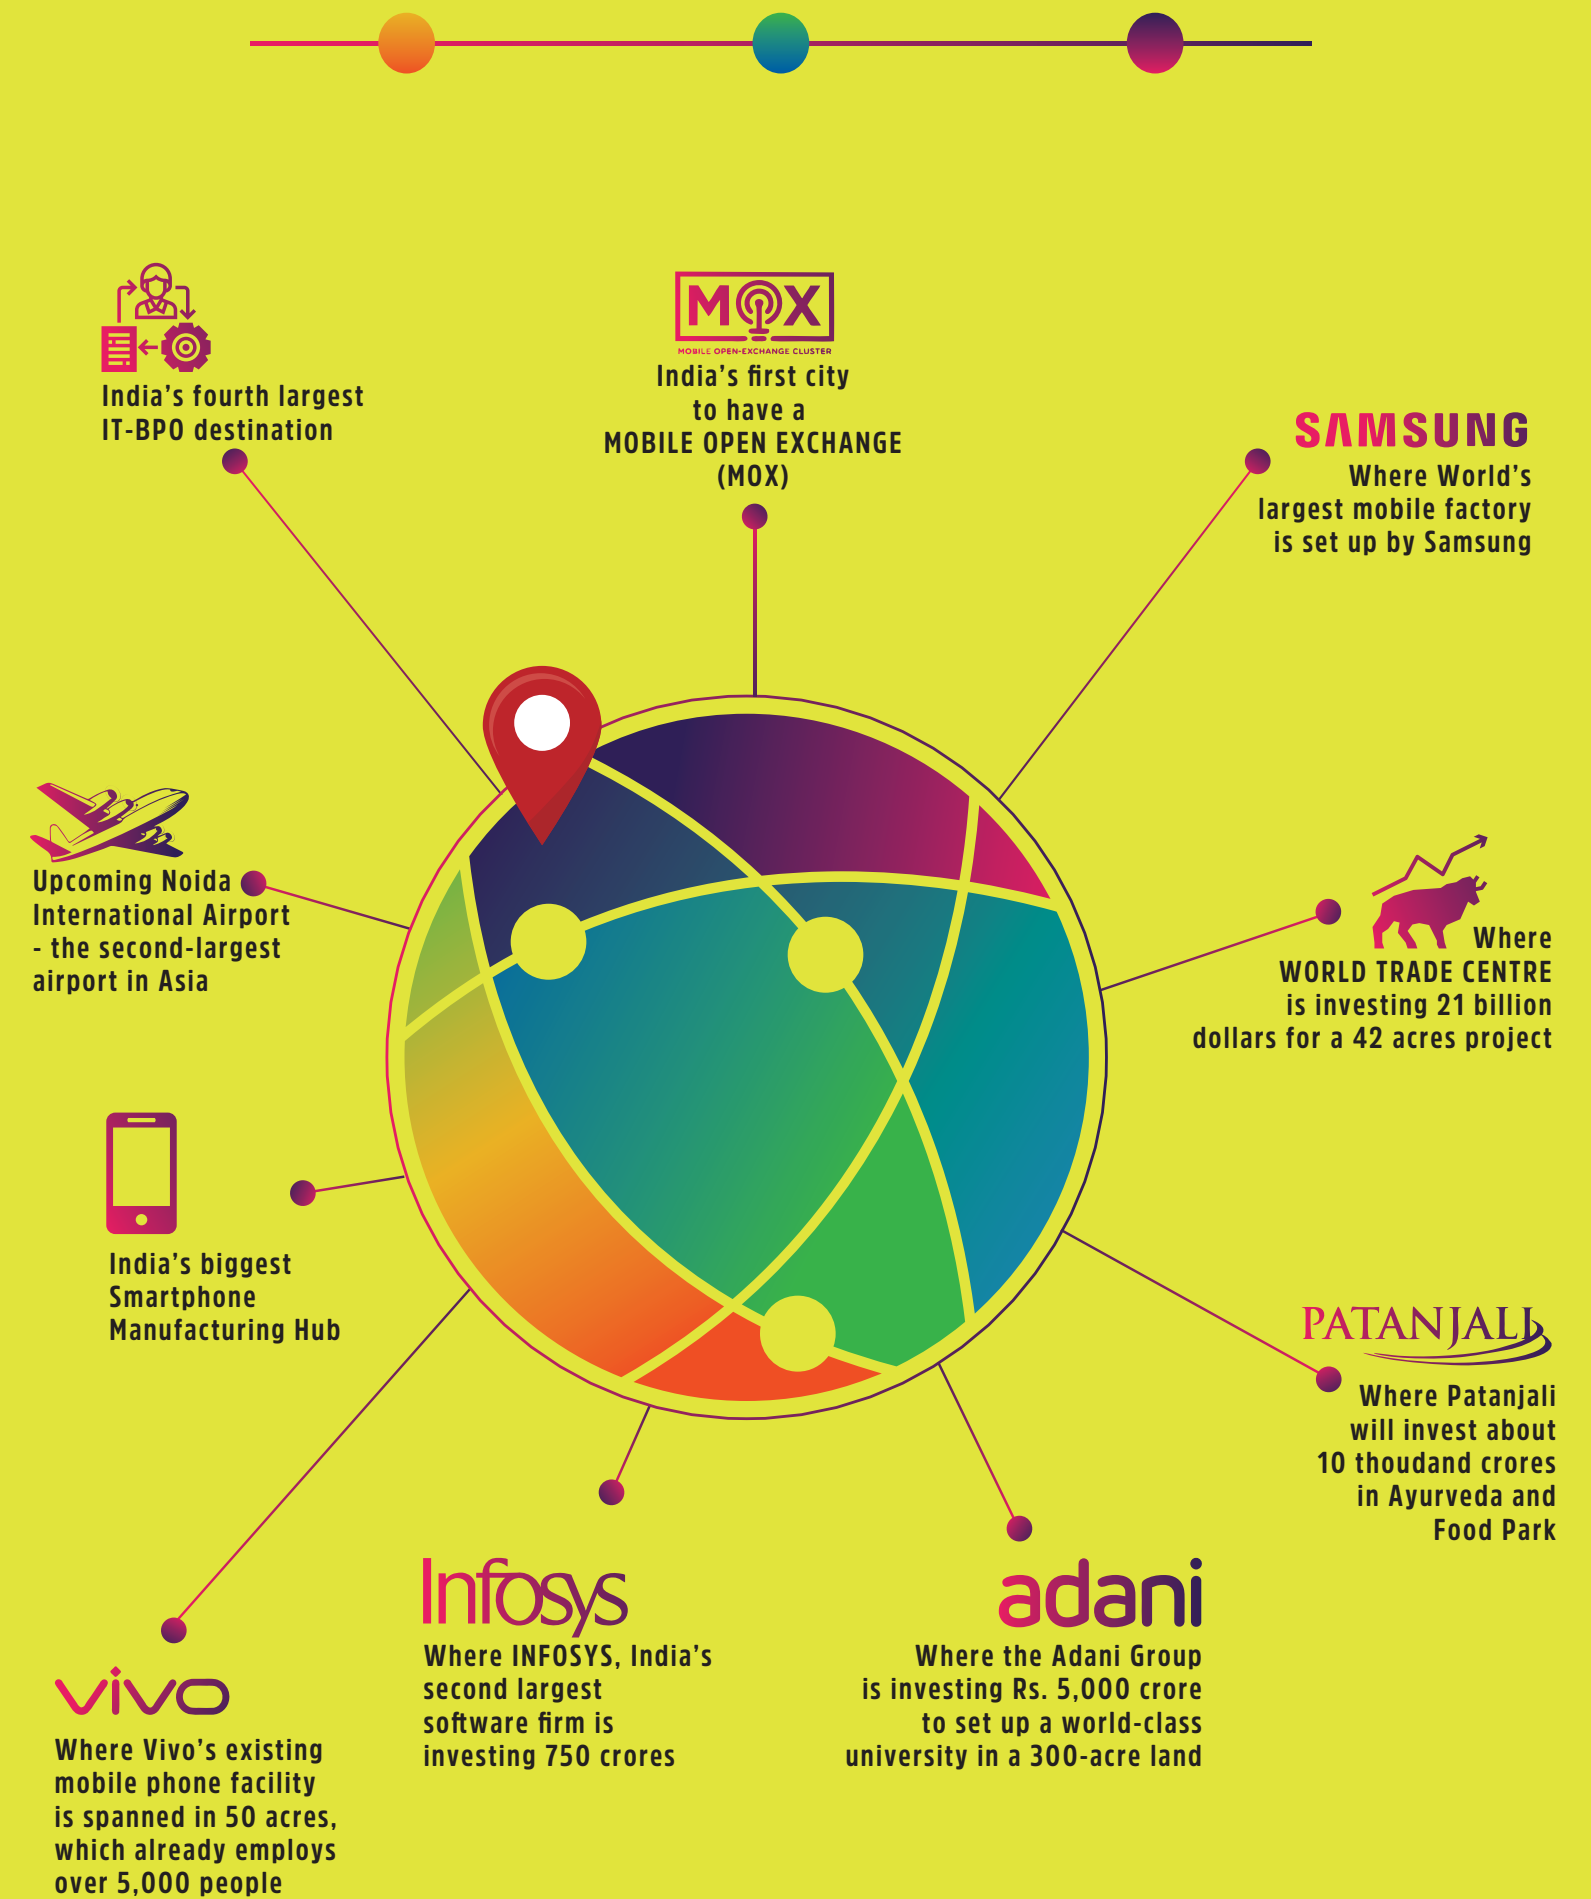 India's fourth largest
IT-BPO destination
MOX
MOBILE OPEN-EXCHANGE CLUSTER
India's first city
to have a
MOBILE OPEN EXCHANGE
(MOX)
SAMSUNG
Where World's
largest mobile factory
is set up by Samsung
Upcoming Noida
International Airport
- the second-largest
airport in Asia
Where
WORLD TRADE CENTRE
is investing 21 billion
dollars for a 42 acres project
India's biggest
Smartphone
Manufacturing Hub
PATANJALI
Where Patanjali
will invest about
10 thoudand crores
in Ayurveda and
Food Park
vivo
Where Vivo's existing
mobile phone facility
is spanned in 50 acres,
which already employs
over 5,000 people
Infosys
Where INFOSYS, India's
second largest
software firm is
investing 750 crores
adani
Where the Adani Group
is investing Rs. 5,000 crore
to set up a world-class
university in a 300-acre land